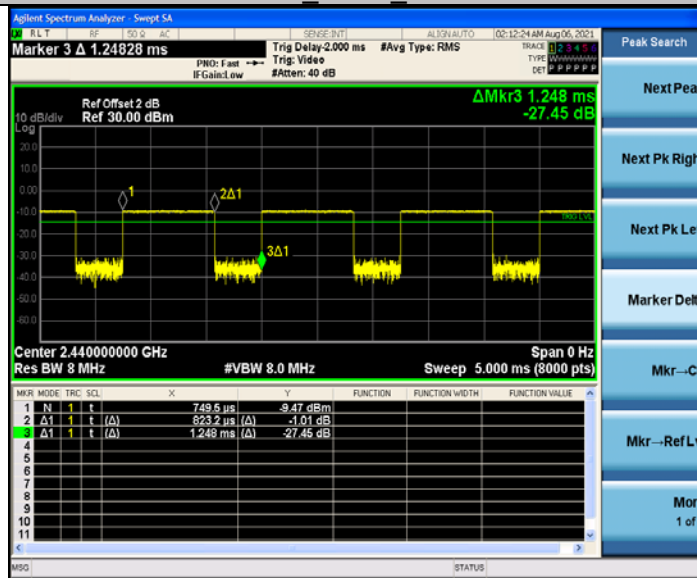 Agilent Spectrum Analyzer - Swept SA
RLT RF 50 Ω AC SENSE:INT ALIGN AUTO 02:12:24 AM Aug 06, 2021
Marker 3 Δ 1.24828 ms
PNO: Fast
IFGain:Low
Trig Delay-2.000 ms
Trig: Video
#Atten: 40 dB
#Avg Type: RMS
TRACE 1 2 3 4 5 6
TYPE W
DET P P P P P P
ΔMkr3 1.248 ms
-27.45 dB
Ref Offset 2 dB
10 dB/div Ref 30.00 dBm
Log
20.0
10.0
0.00
-10.0
-20.0
-30.0
-40.0
-50.0
-60.0
1
2Δ1
3Δ1
TRIG LVL
Center 2.440000000 GHz Span 0 Hz
Res BW 8 MHz #VBW 8.0 MHz Sweep 5.000 ms (8000 pts)
MKR MODE TRC SCL X Y FUNCTION FUNCTION WIDTH FUNCTION VALUE
1 N 1 t 749.5 µs -9.47 dBm
2 Δ1 1 t (Δ) 823.2 µs (Δ) -1.01 dB
3 Δ1 1 t (Δ) 1.248 ms (Δ) -27.45 dB
4
5
6
7
8
9
10
11
MSG STATUS
Peak Search
Next Pea
Next Pk Righ
Next Pk Le
Marker Delt
Mkr→C
Mkr→Ref Lv
Mor
1 of